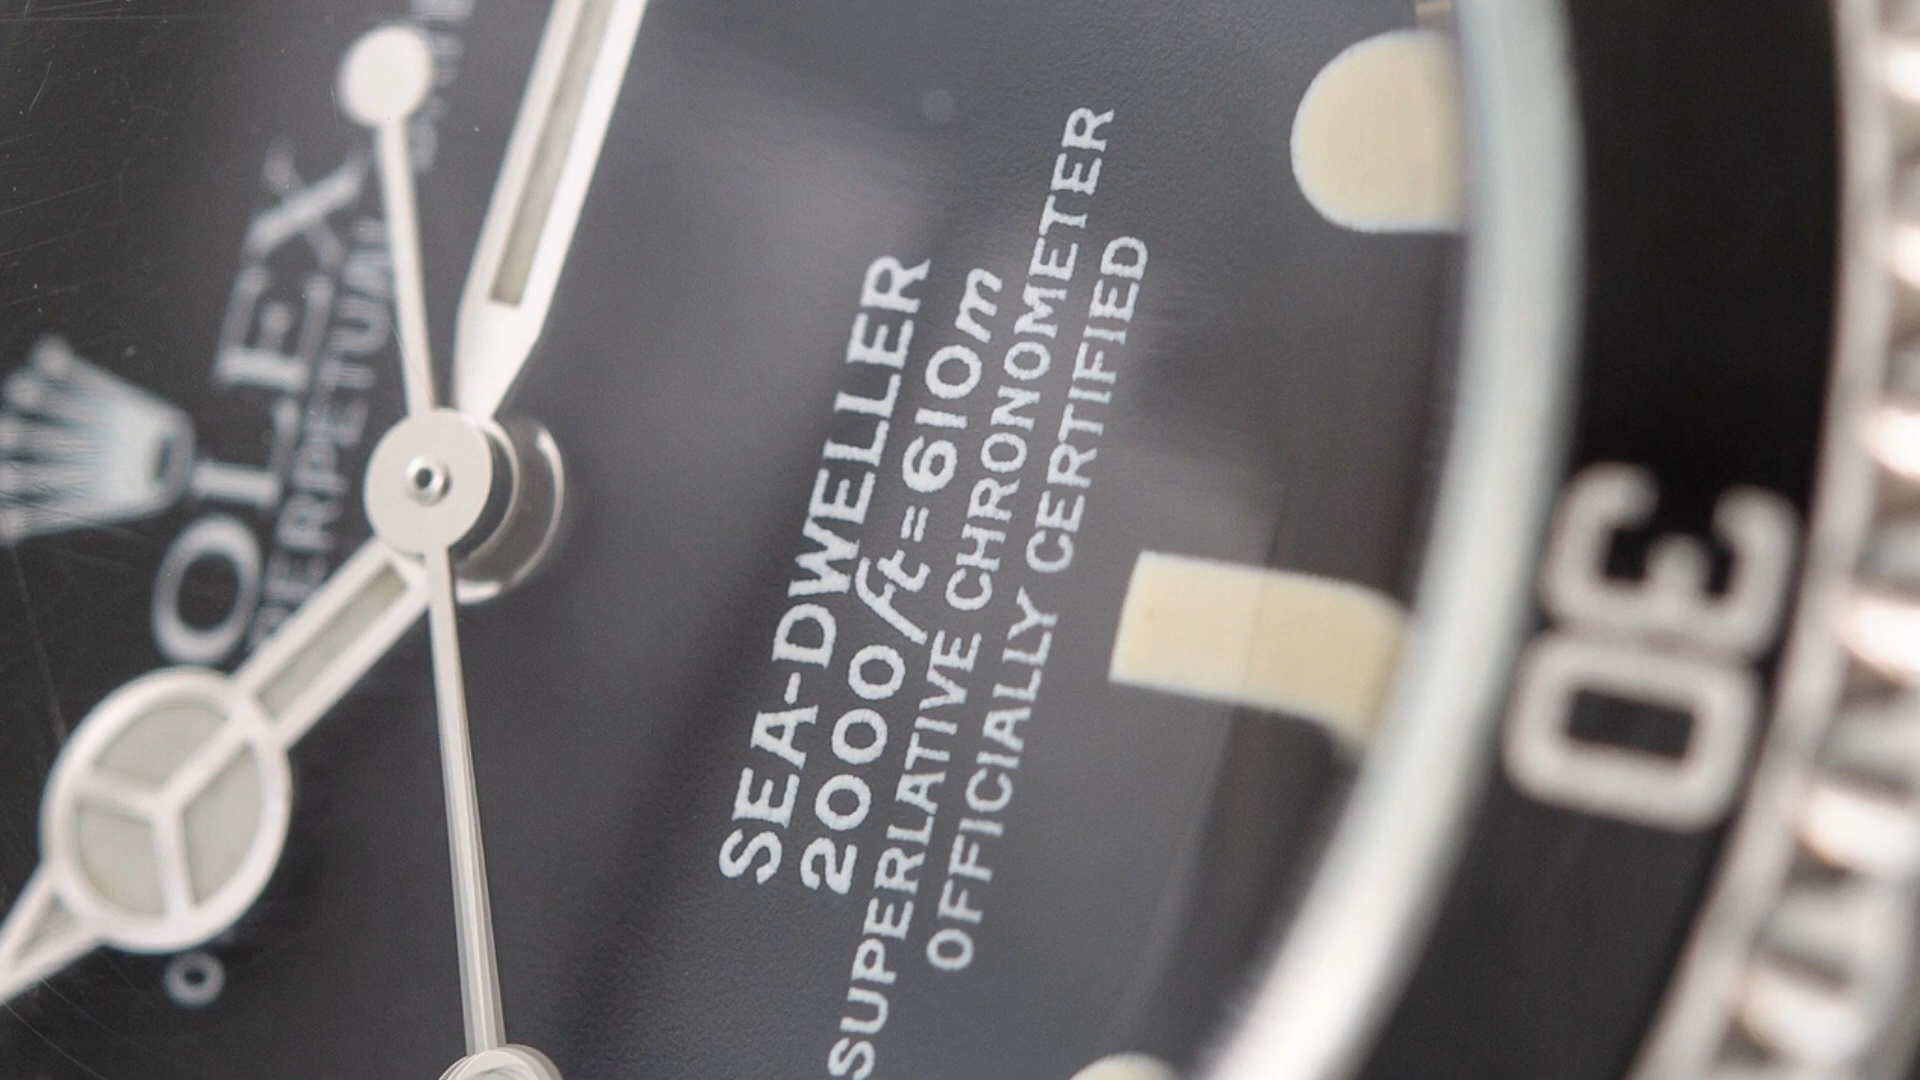 ROLEX
PERPETUAL
SEA-DWELLER
2000ft=610m
SUPERLATIVE CHRONOMETER
OFFICIALLY CERTIFIED
30